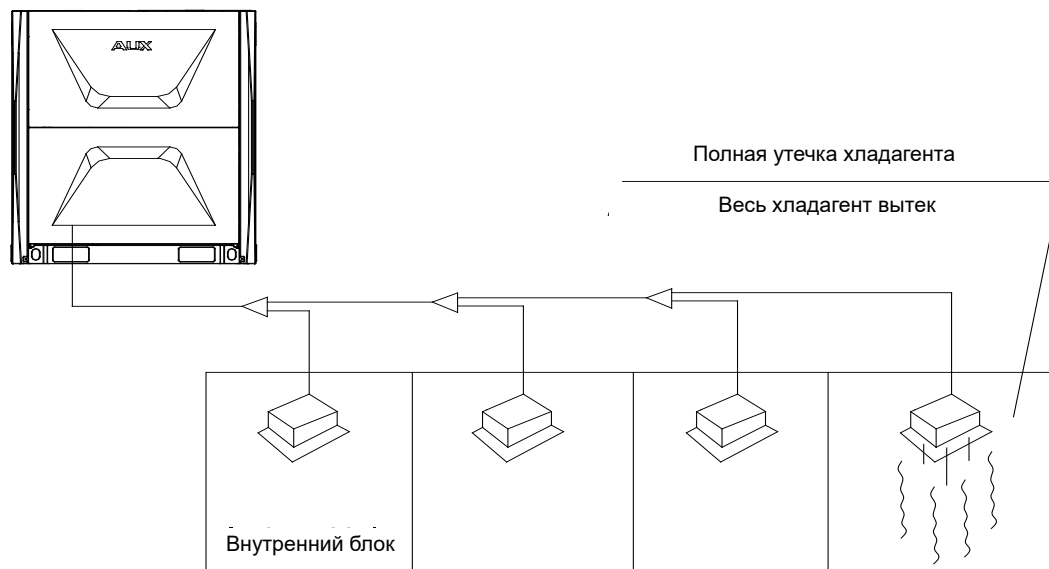 AUX
Полная утечка хладагента
Весь хладагент вытек
Внутренний блок